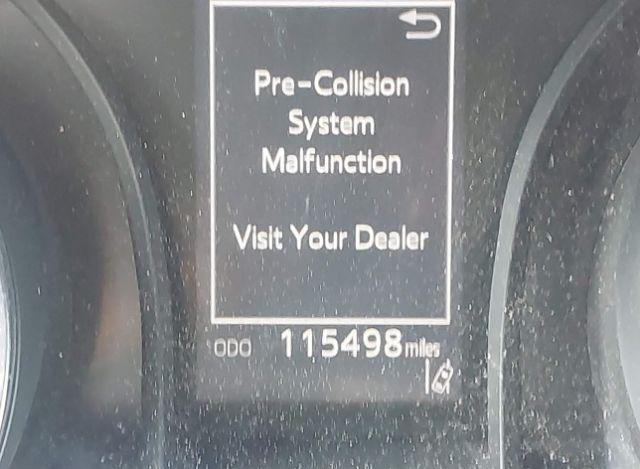 Pre-Collision
System
Malfunction
Visit Your Dealer
ODO 115498 miles